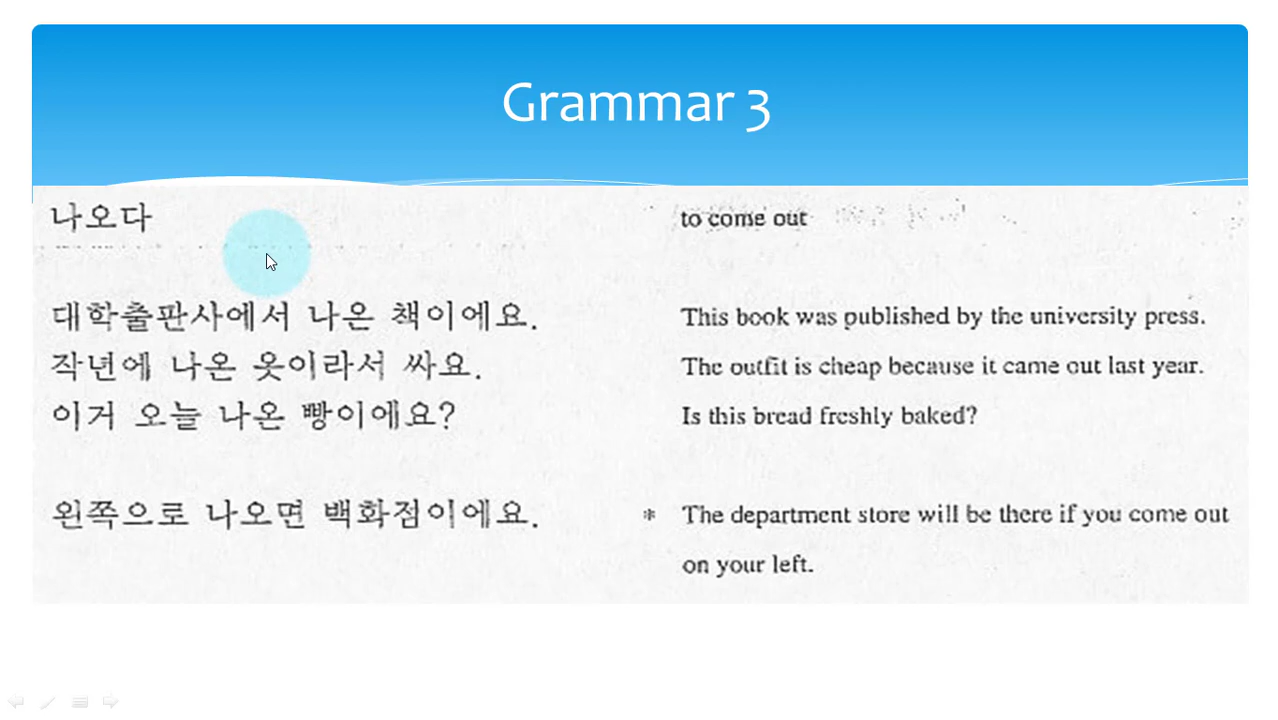 Grammar 3
나오다 to come out
대학출판사에서 나온 책이에요. This book was published by the university press.
작년에 나온 옷이라서 싸요. The outfit is cheap because it came out last year.
이거 오늘 나온 빵이에요? Is this bread freshly baked?
왼쪽으로 나오면 백화점이에요. * The department store will be there if you come out
on your left.